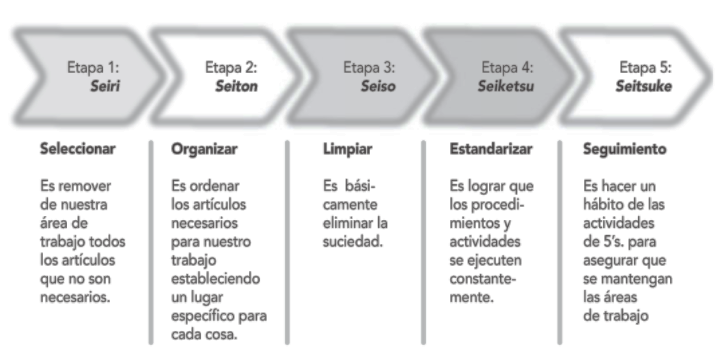 Etapa 1:
Seiri
Etapa 2:
Seiton
Etapa 3:
Seiso
Etapa 4:
Seiketsu
Etapa 5:
Seitsuke
Seleccionar
Es remover
de nuestra
área de
trabajo todos
los artículos
que no son
necesarios.
Organizar
Es ordenar
los artículos
necesarios
para nuestro
trabajo
estableciendo
un lugar
específico para
cada cosa.
Limpiar
Es bási-
camente
eliminar la
suciedad.
Estandarizar
Es lograr que
los procedi-
mientos y
actividades
se ejecuten
constante-
mente.
Seguimiento
Es hacer un
hábito de las
actividades
de 5's. para
asegurar que
se mantengan
las áreas
de trabajo